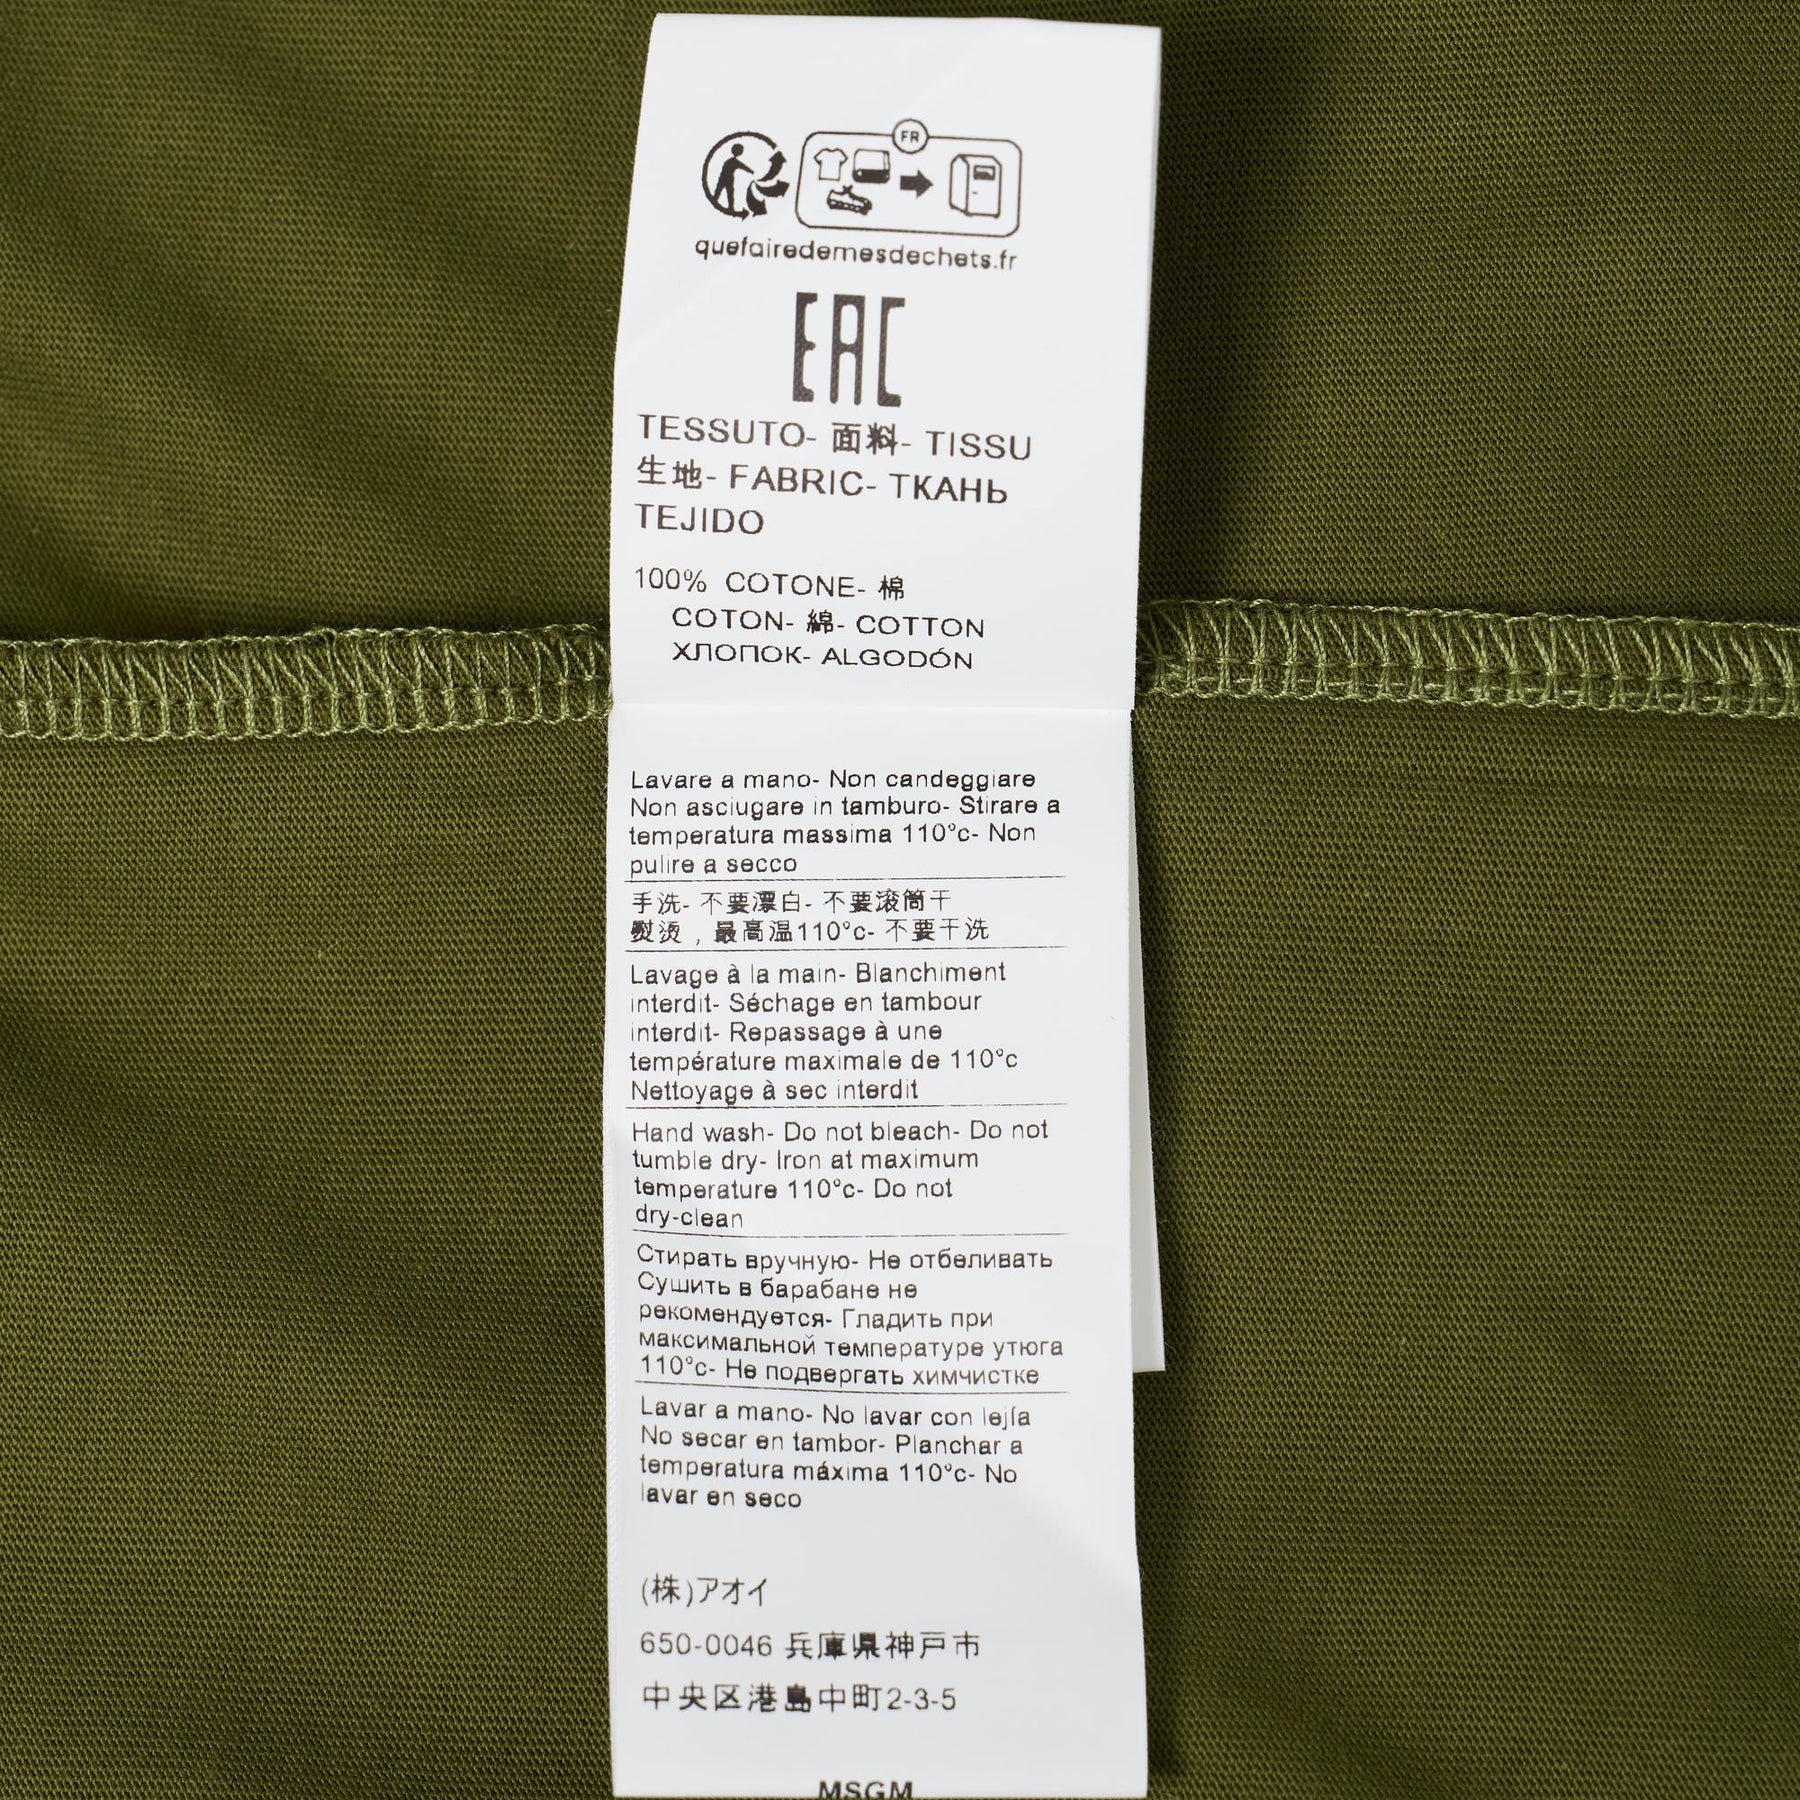 FR
quefairedemesdechets.fr
EAC
TESSUTO- 面料- TISSU
生地- FABRIC- ТКАНЬ
TEJIDO
100% COTONE- 棉
COTON- 綿- COTTON
ХЛОПОК- ALGODÓN
Lavare a mano- Non candeggiare
Non asciugare in tamburo- Stirare a
temperatura massima 110°c- Non
pulire a secco
手洗- 不要漂白- 不要滚筒干
熨烫，最高温110°c- 不要干洗
Lavage à la main- Blanchiment
interdit- Séchage en tambour
interdit- Repassage à une
température maximale de 110°c
Nettoyage à sec interdit
Hand wash- Do not bleach- Do not
tumble dry- Iron at maximum
temperature 110°c- Do not
dry-clean
Стирать вручную- Не отбеливать
Сушить в барабане не
рекомендуется- Гладить при
максимальной температуре утюга
110°c- Не подвергать химчистке
Lavar a mano- No lavar con lejía
No secar en tambor- Planchar a
temperatura máxima 110°c- No
lavar en seco
(株)アオイ
650-0046 兵庫県神戸市
中央区港島中町2-3-5
MSGM